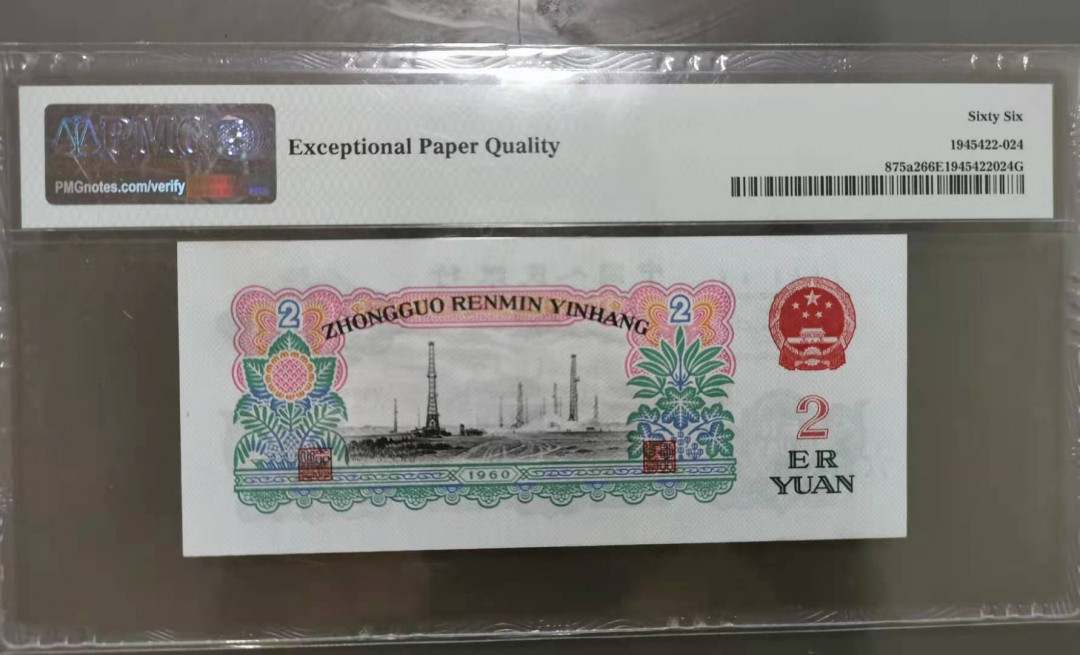 PMG
PMGnotes.com/verify
Exceptional Paper Quality
Sixty Six
1945422-024
875a266E1945422024G
2
2
ZHONGGUO RENMIN YINHANG
1960
2
ER
YUAN